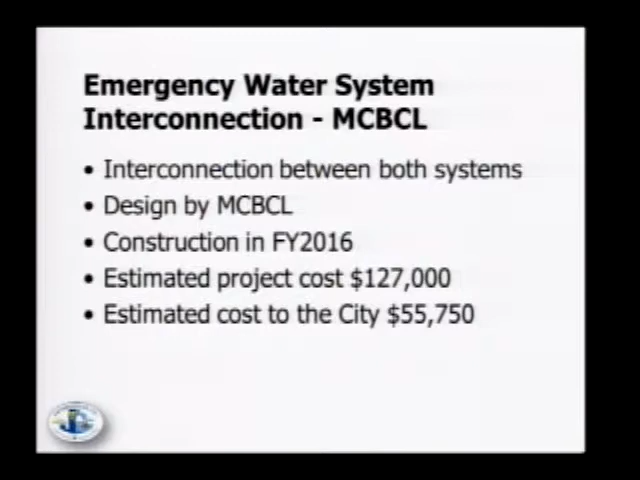 Emergency Water System
Interconnection - MCBCL
• Interconnection between both systems
• Design by MCBCL
• Construction in FY2016
• Estimated project cost $127,000
• Estimated cost to the City $55,750